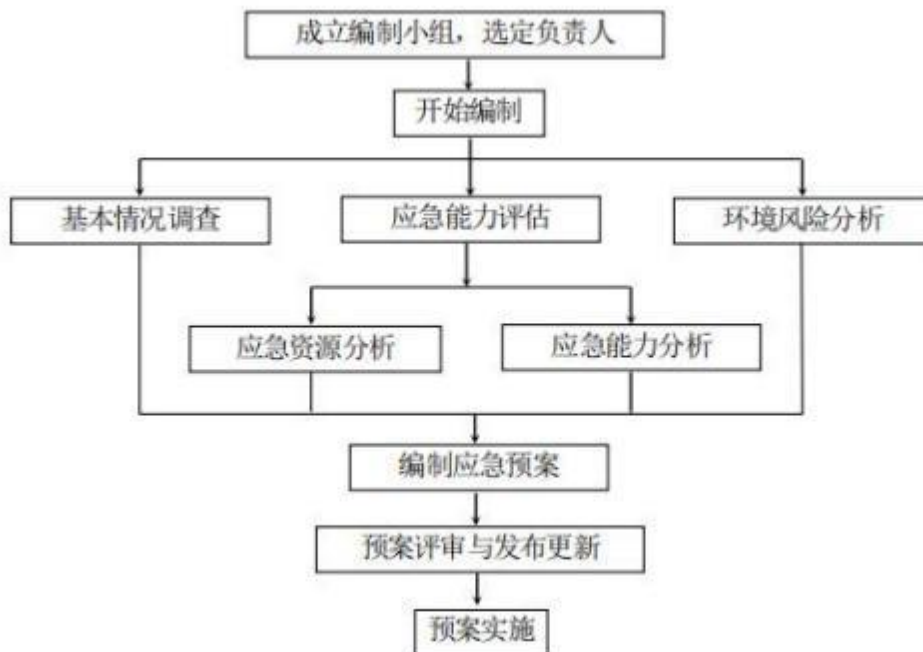 成立编制小组，选定负责人
开始编制
基本情况调查
应急能力评估
环境风险分析
应急资源分析
应急能力分析
编制应急预案
预案评审与发布更新
预案实施